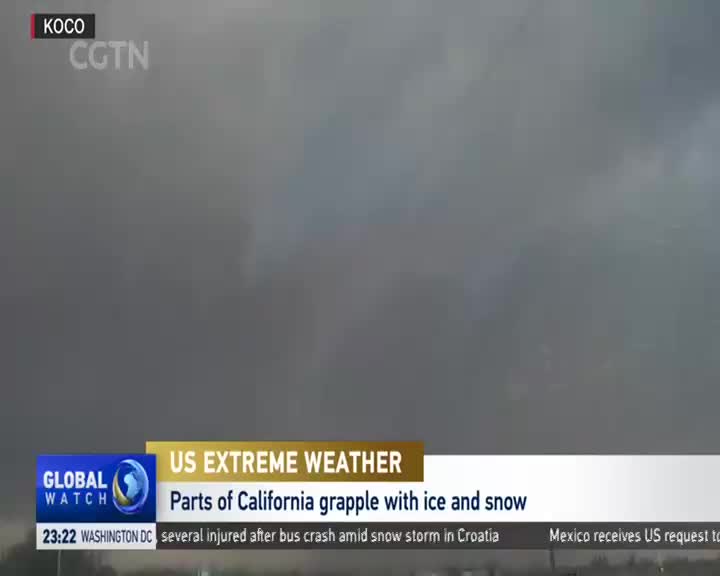 KOCO
CGTN
US EXTREME WEATHER
GLOBAL WATCH
Parts of California grapple with ice and snow
23:22 WASHINGTON DC , several injured after bus crash amid snow storm in Croatia Mexico receives US request to